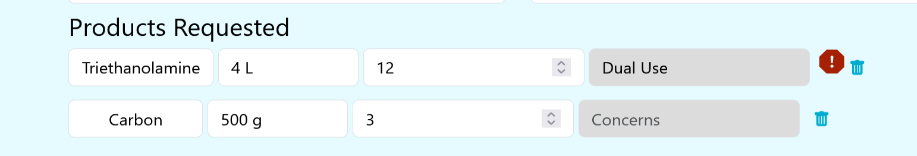 Products Requested
Triethanolamine 4 L 12 Dual Use !
Carbon 500 g 3 Concerns